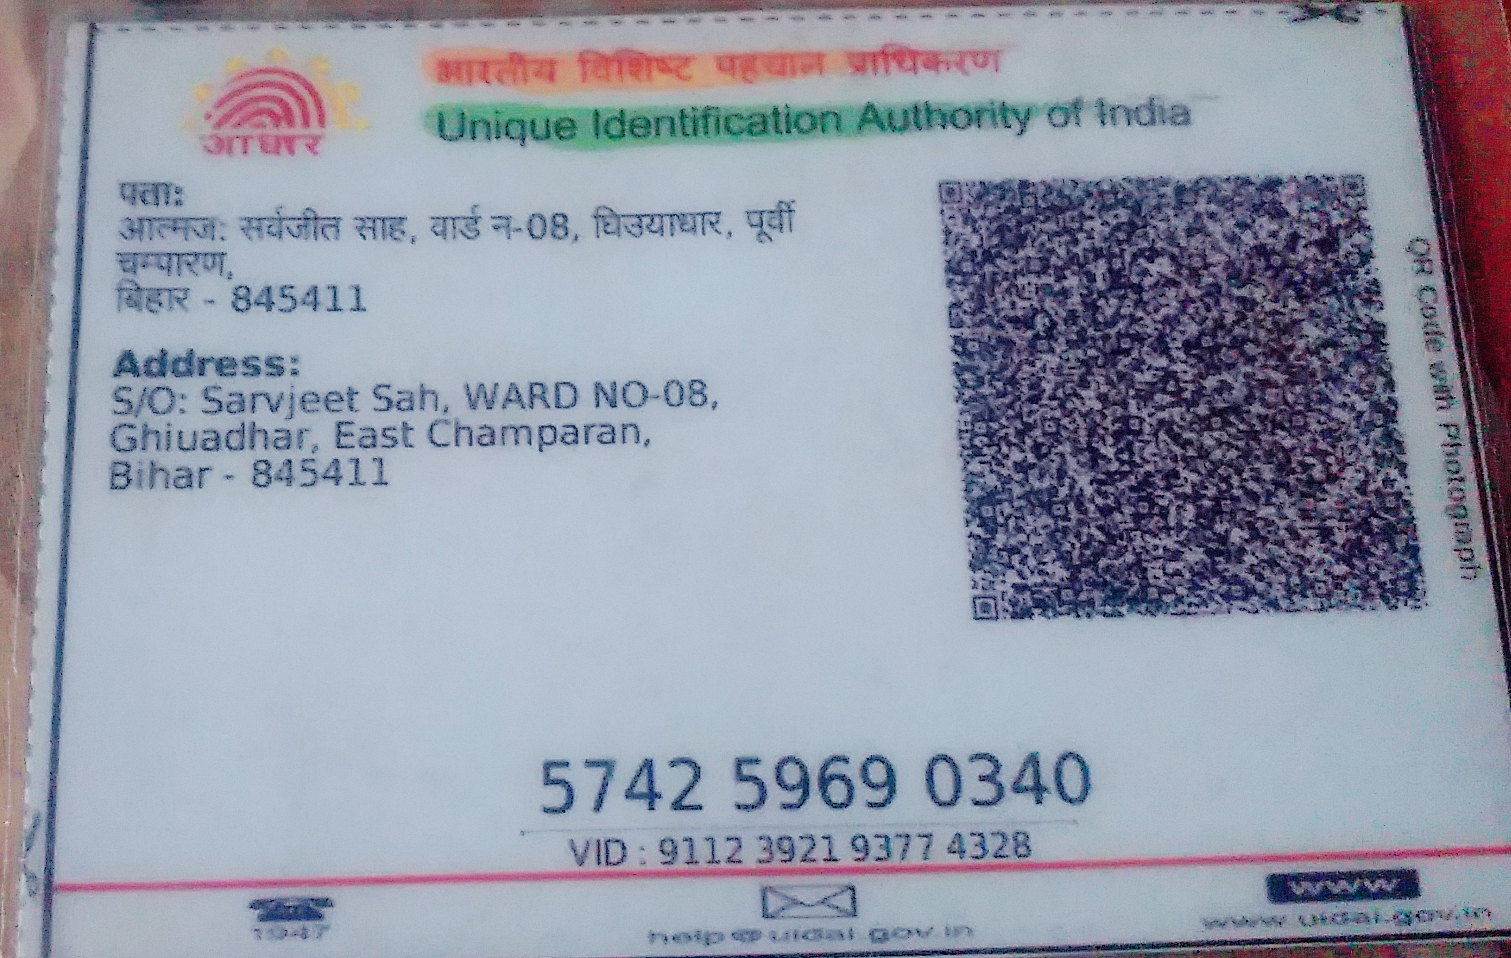 भारतीय विशिष्ट पहचान प्राधिकरण
Unique Identification Authority of India
आधार
पता:
आत्मज: सर्वजीत साह, वार्ड न-08, घिउयाधार, पूर्वी
चम्पारण,
बिहार - 845411
Address:
S/O: Sarvjeet Sah, WARD NO-08,
Ghiuadhar, East Champaran,
Bihar - 845411
QR Code with Photograph
5742 5969 0340
VID : 9112 3921 9377 4328
1947
help@uidai.gov.in
www
www.uidai.gov.in